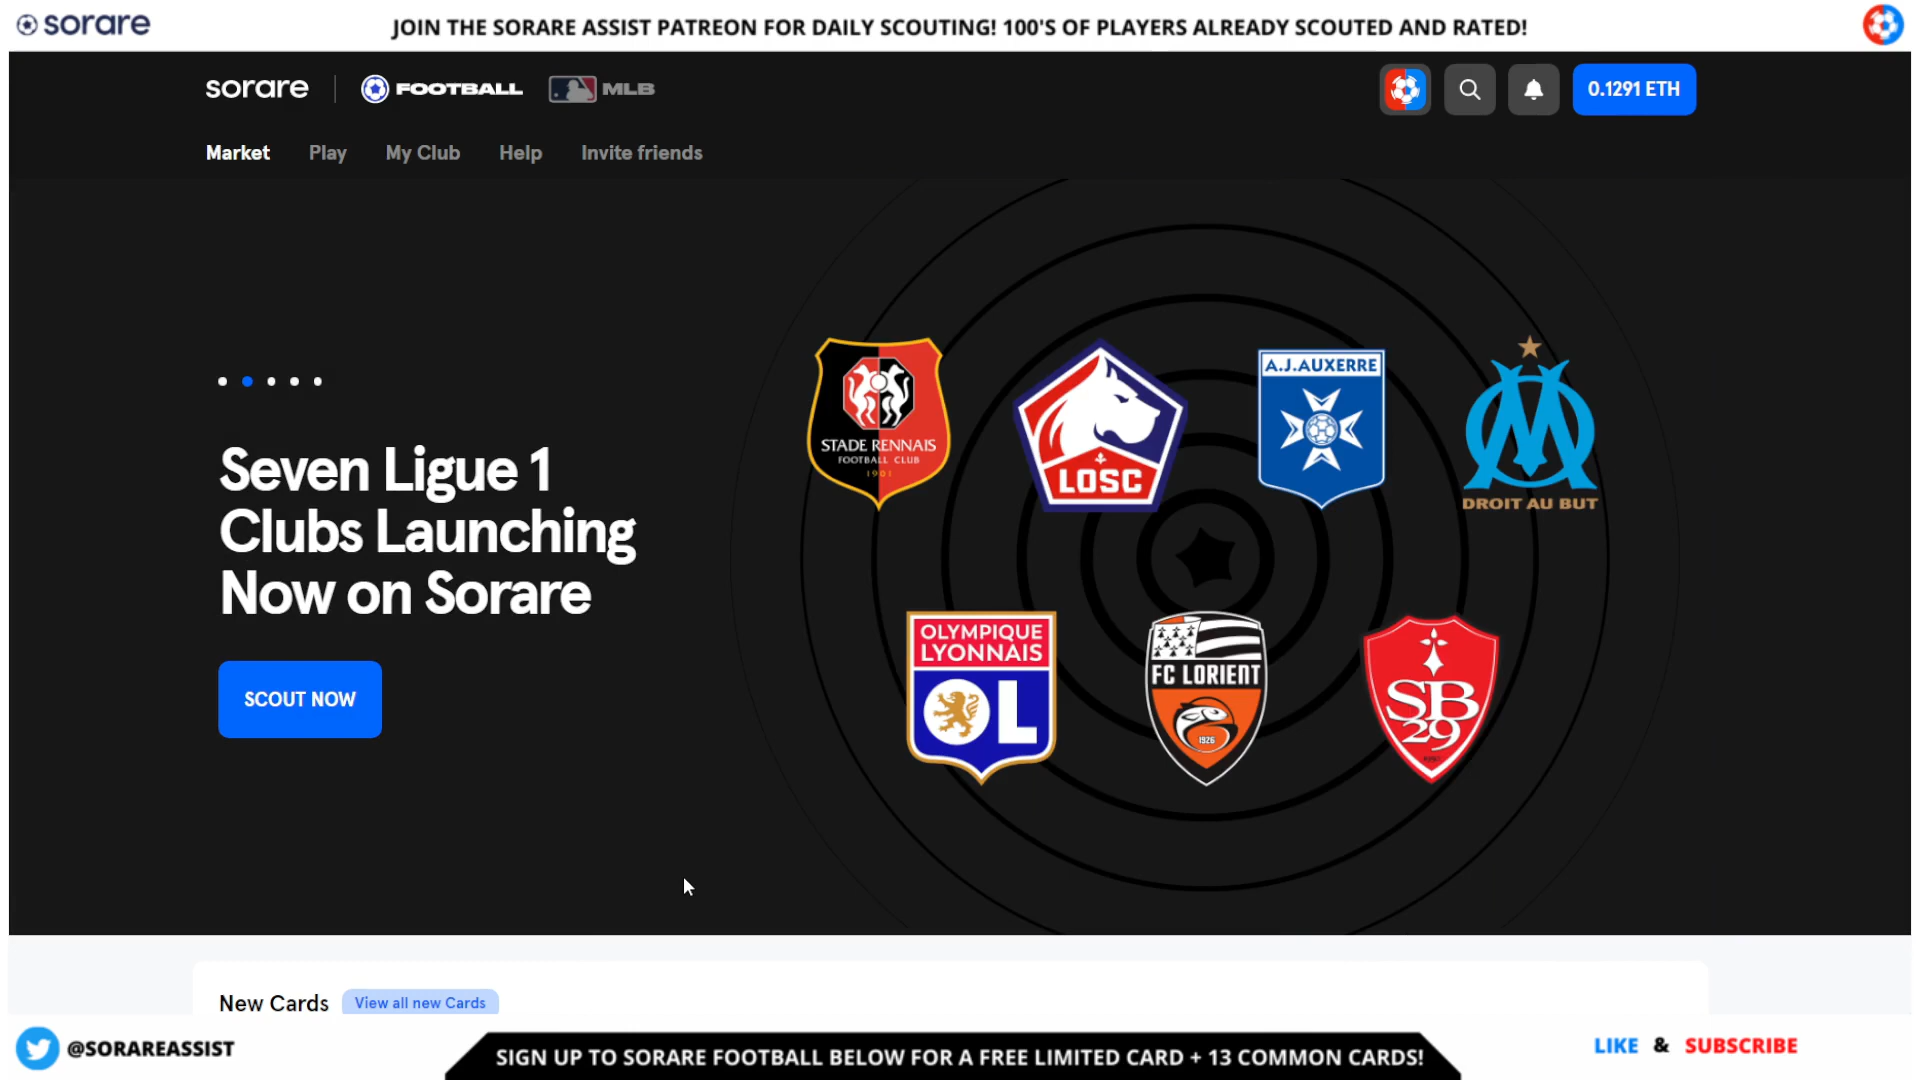 sorare
JOIN THE SORARE ASSIST PATREON FOR DAILY SCOUTING! 100'S OF PLAYERS ALREADY SCOUTED AND RATED!
sorare
FOOTBALL
MLB
0.1291 ETH
Market
Play
My Club
Help
Invite friends
Seven Ligue 1
Clubs Launching
Now on Sorare
SCOUT NOW
STADE RENNAIS
FOOTBALL CLUB
1901
LOSC
A.J.AUXERRE
DROIT AU BUT
OLYMPIQUE
LYONNAIS
OL
FC LORIENT
1926
SB
29
New Cards
View all new Cards
@SORAREASSIST
SIGN UP TO SORARE FOOTBALL BELOW FOR A FREE LIMITED CARD + 13 COMMON CARDS!
LIKE & SUBSCRIBE